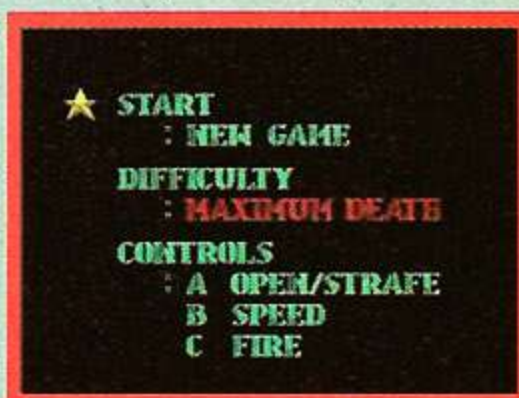 START
: NEW GAME
DIFFICULTY
: MAXIMUM DEATH
CONTROLS
: A OPEN/STRAFE
B SPEED
C FIRE